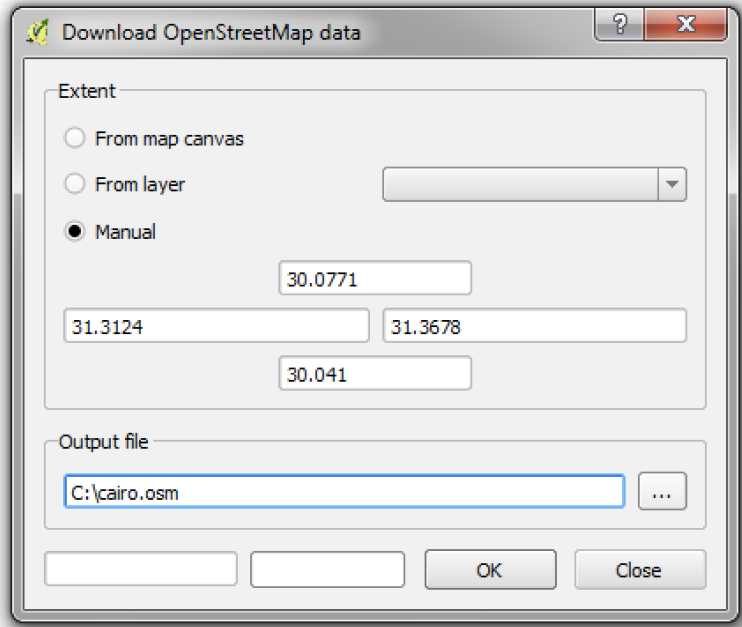 Download OpenStreetMap data
?
X
Extent
From map canvas
From layer
Manual
30.0771
31.3124 31.3678
30.041
Output file
C:\cairo.osm
...
OK Close